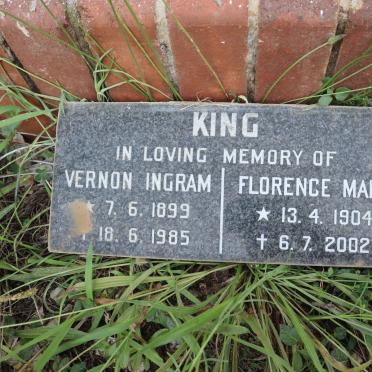 KING
IN LOVING MEMORY OF
VERNON INGRAM FLORENCE
★ 7. 6. 1899 ★ 13. 4. 1904
† 18. 6. 1985 † 6. 7. 2002